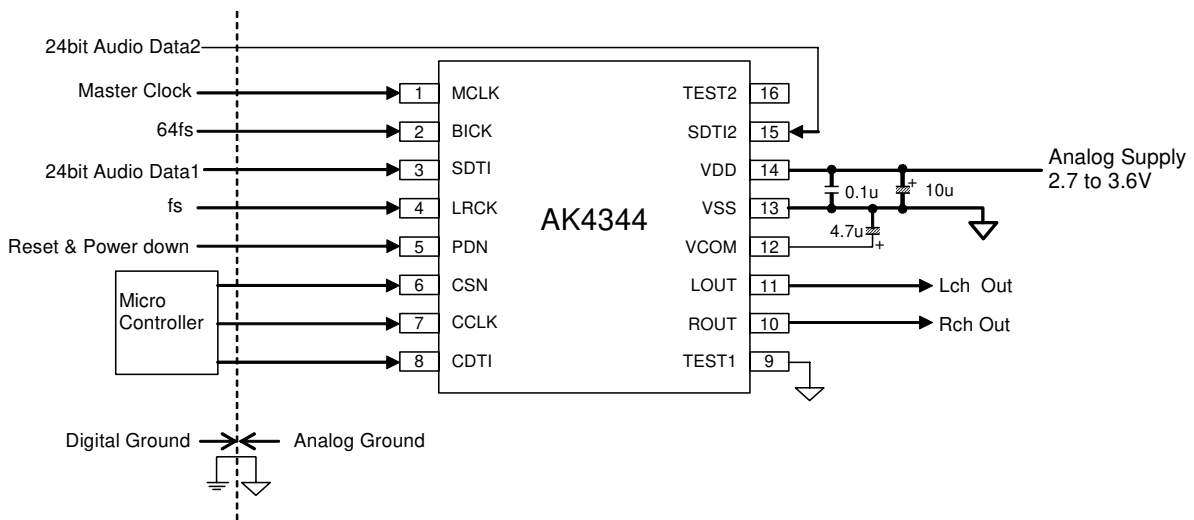 24bit Audio Data2
Master Clock
64fs
24bit Audio Data1
fs
Reset & Power down
Micro
Controller
1 MCLK
2 BICK
3 SDTI
4 LRCK
5 PDN
6 CSN
7 CCLK
8 CDTI
AK4344
TEST2 16
SDTI2 15
VDD 14
VSS 13
VCOM 12
LOUT 11
ROUT 10
TEST1 9
0.1u
+
10u
4.7u
+
Analog Supply
2.7 to 3.6V
Lch Out
Rch Out
Digital Ground
Analog Ground